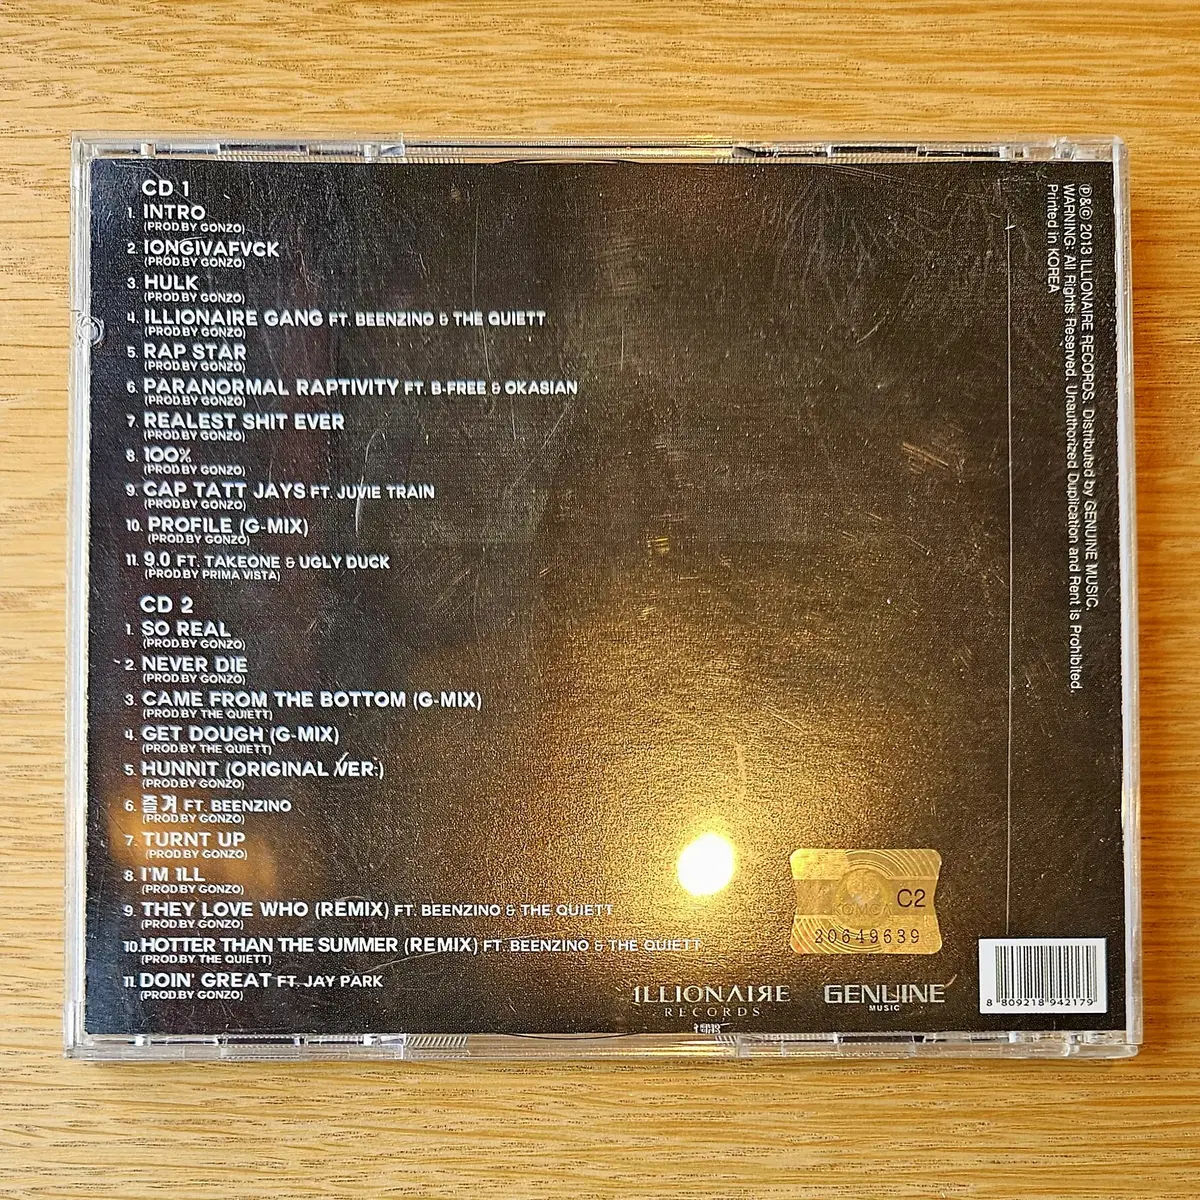 CD 1
1. INTRO
(PROD.BY GONZO)
2. IONGIVAFVCK
(PROD.BY GONZO)
3. HULK
(PROD.BY GONZO)
4. ILLIONAIRE GANG FT. BEENZINO & THE QUIETT
(PROD.BY GONZO)
5. RAP STAR
(PROD.BY GONZO)
6. PARANORMAL RAPTIVITY FT. B-FREE & OKASIAN
(PROD.BY GONZO)
7. REALEST SHIT EVER
(PROD.BY GONZO)
8. 100%
(PROD.BY GONZO)
9. CAP TATT JAYS FT. JUVIE TRAIN
(PROD.BY GONZO)
10. PROFILE (G-MIX)
(PROD.BY GONZO)
11. 9.0 FT. TAKEONE & UGLY DUCK
(PROD.BY PRIMA VISTA)
CD 2
1. SO REAL
(PROD.BY GONZO)
2. NEVER DIE
(PROD.BY GONZO)
3. CAME FROM THE BOTTOM (G-MIX)
(PROD.BY THE QUIETT)
4. GET DOUGH (G-MIX)
(PROD.BY THE QUIETT)
5. HUNNIT (ORIGINAL VER.)
(PROD.BY GONZO)
6. 즐겨 FT. BEENZINO
(PROD.BY GONZO)
7. TURNT UP
(PROD.BY GONZO)
8. I'M ILL
(PROD.BY GONZO)
9. THEY LOVE WHO (REMIX) FT. BEENZINO & THE QUIETT
(PROD.BY GONZO)
10. HOTTER THAN THE SUMMER (REMIX) FT. BEENZINO & THE QUIETT
(PROD.BY THE QUIETT)
11. DOIN' GREAT FT. JAY PARK
(PROD.BY GONZO)
℗&© 2013 ILLIONAIRE RECORDS. Distributed by GENUINE MUSIC.
WARNING: All Rights Reserved. Unauthorized Duplication and Rent is Prohibited.
Printed in KOREA
KOMCA C2
20649639
ILLIONAIRE
RECORDS
GENUINE
MUSIC
8 809218 942179